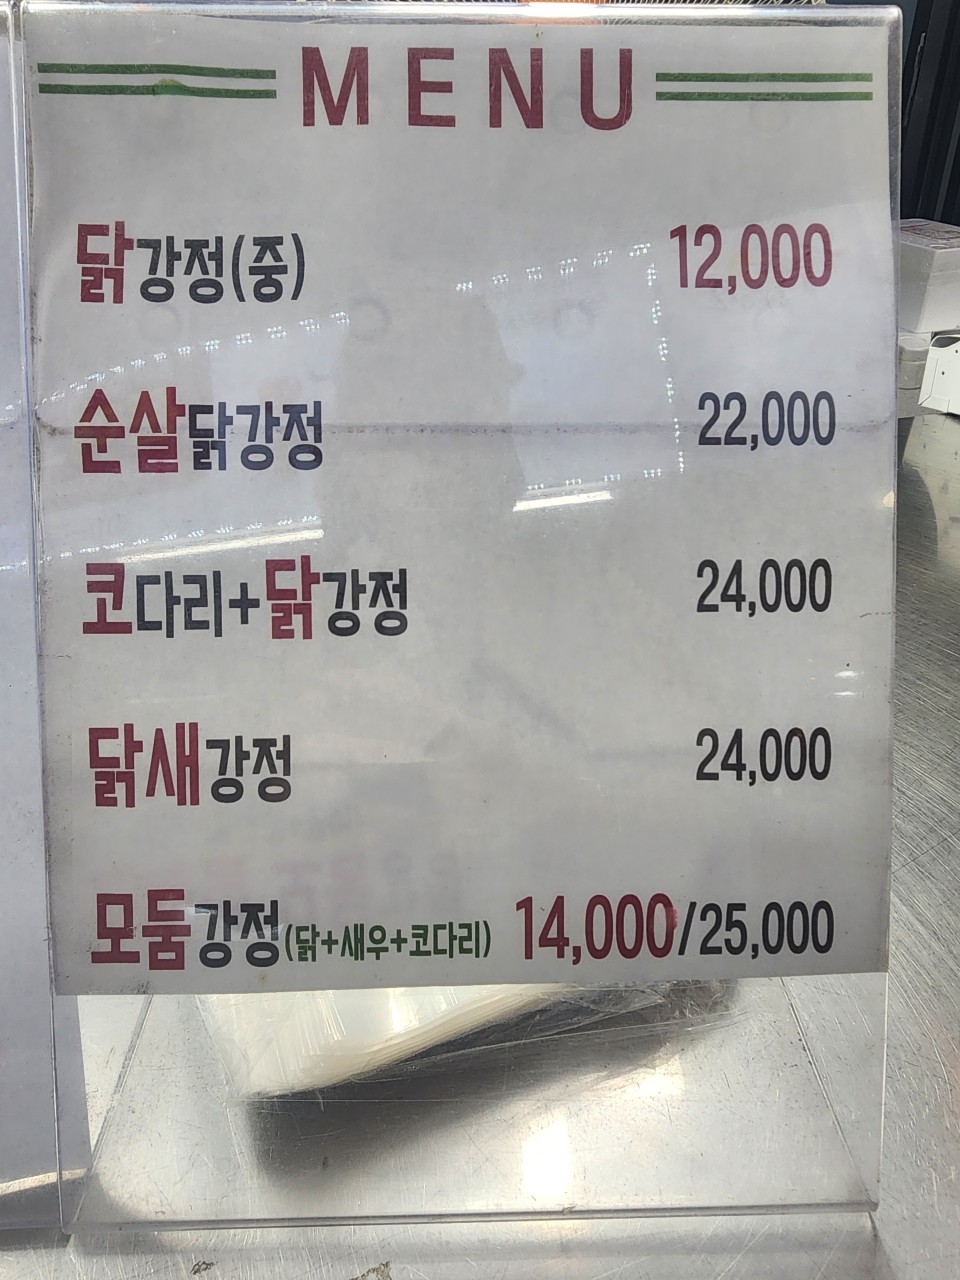 MENU
닭강정(중) 12,000
순살닭강정 22,000
코다리+닭강정 24,000
닭새강정 24,000
모둠강정(닭+새우+코다리) 14,000/25,000